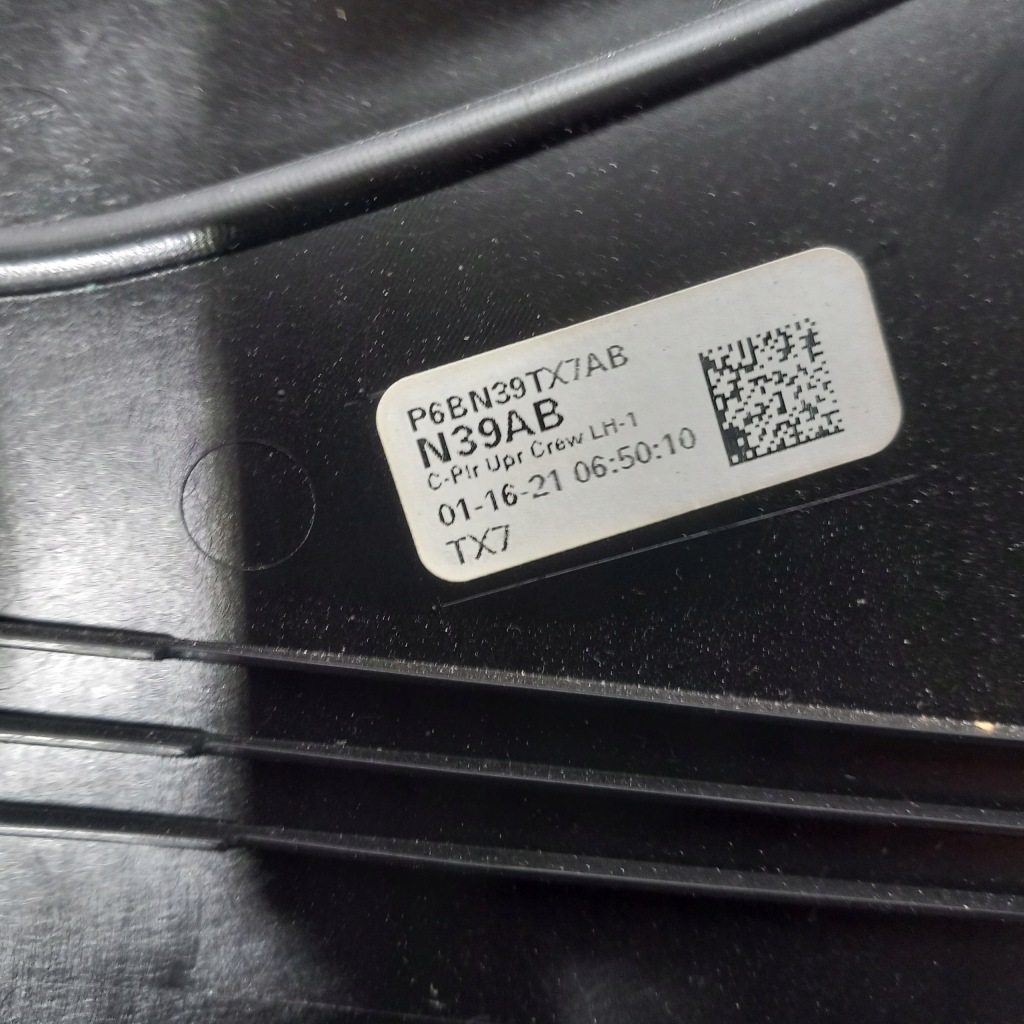 P6BN39TX7AB
N39AB
C-Plr Upr Crew LH-1
01-16-21 06:50:10
TX7